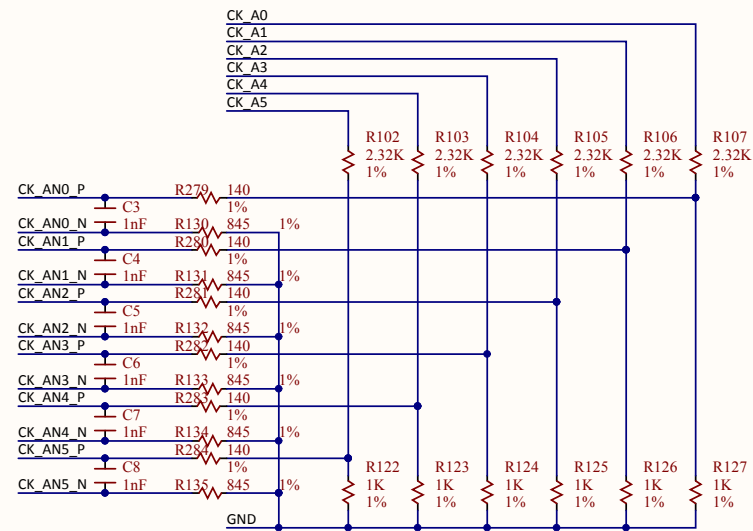 CK_A0
CK_A1
CK_A2
CK_A3
CK_A4
CK_A5
R102 R103 R104 R105 R106 R107
2.32K 2.32K 2.32K 2.32K 2.32K 2.32K
1% 1% 1% 1% 1% 1%
CK_AN0_P R279 140
C3 1%
CK_AN0_N 1nF R130 845 1%
CK_AN1_P R280 140
C4 1%
CK_AN1_N 1nF R131 845 1%
CK_AN2_P R281 140
C5 1%
CK_AN2_N 1nF R132 845 1%
CK_AN3_P R282 140
C6 1%
CK_AN3_N 1nF R133 845 1%
CK_AN4_P R283 140
C7 1%
CK_AN4_N 1nF R134 845 1%
CK_AN5_P R284 140
C8 1%
CK_AN5_N 1nF R135 845 1%
R122 R123 R124 R125 R126 R127
1K 1K 1K 1K 1K 1K
1% 1% 1% 1% 1% 1%
GND